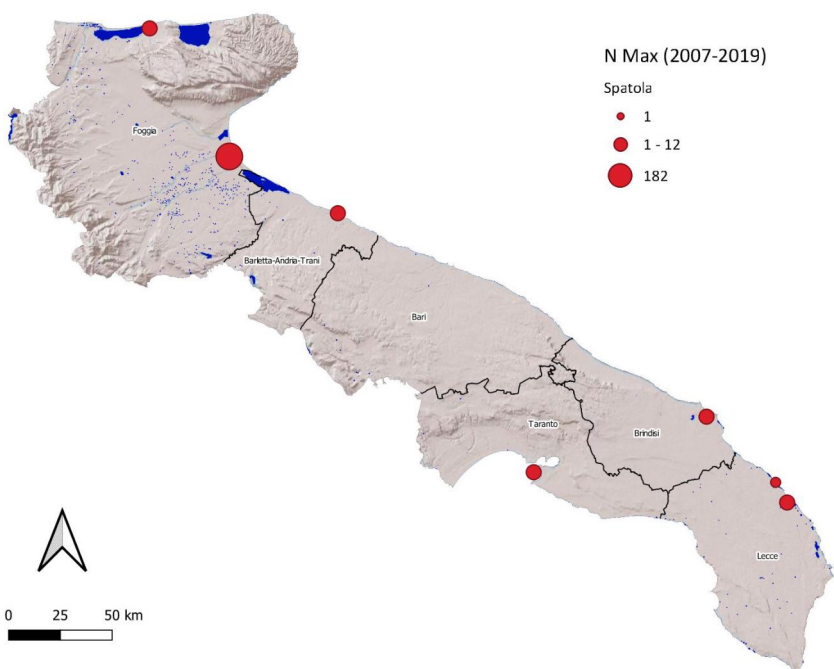 N Max (2007-2019)
Spatola
1
1 - 12
182
Foggia
Barletta-Andria-Trani
Bari
Taranto
Brindisi
Lecce
0 25 50 km